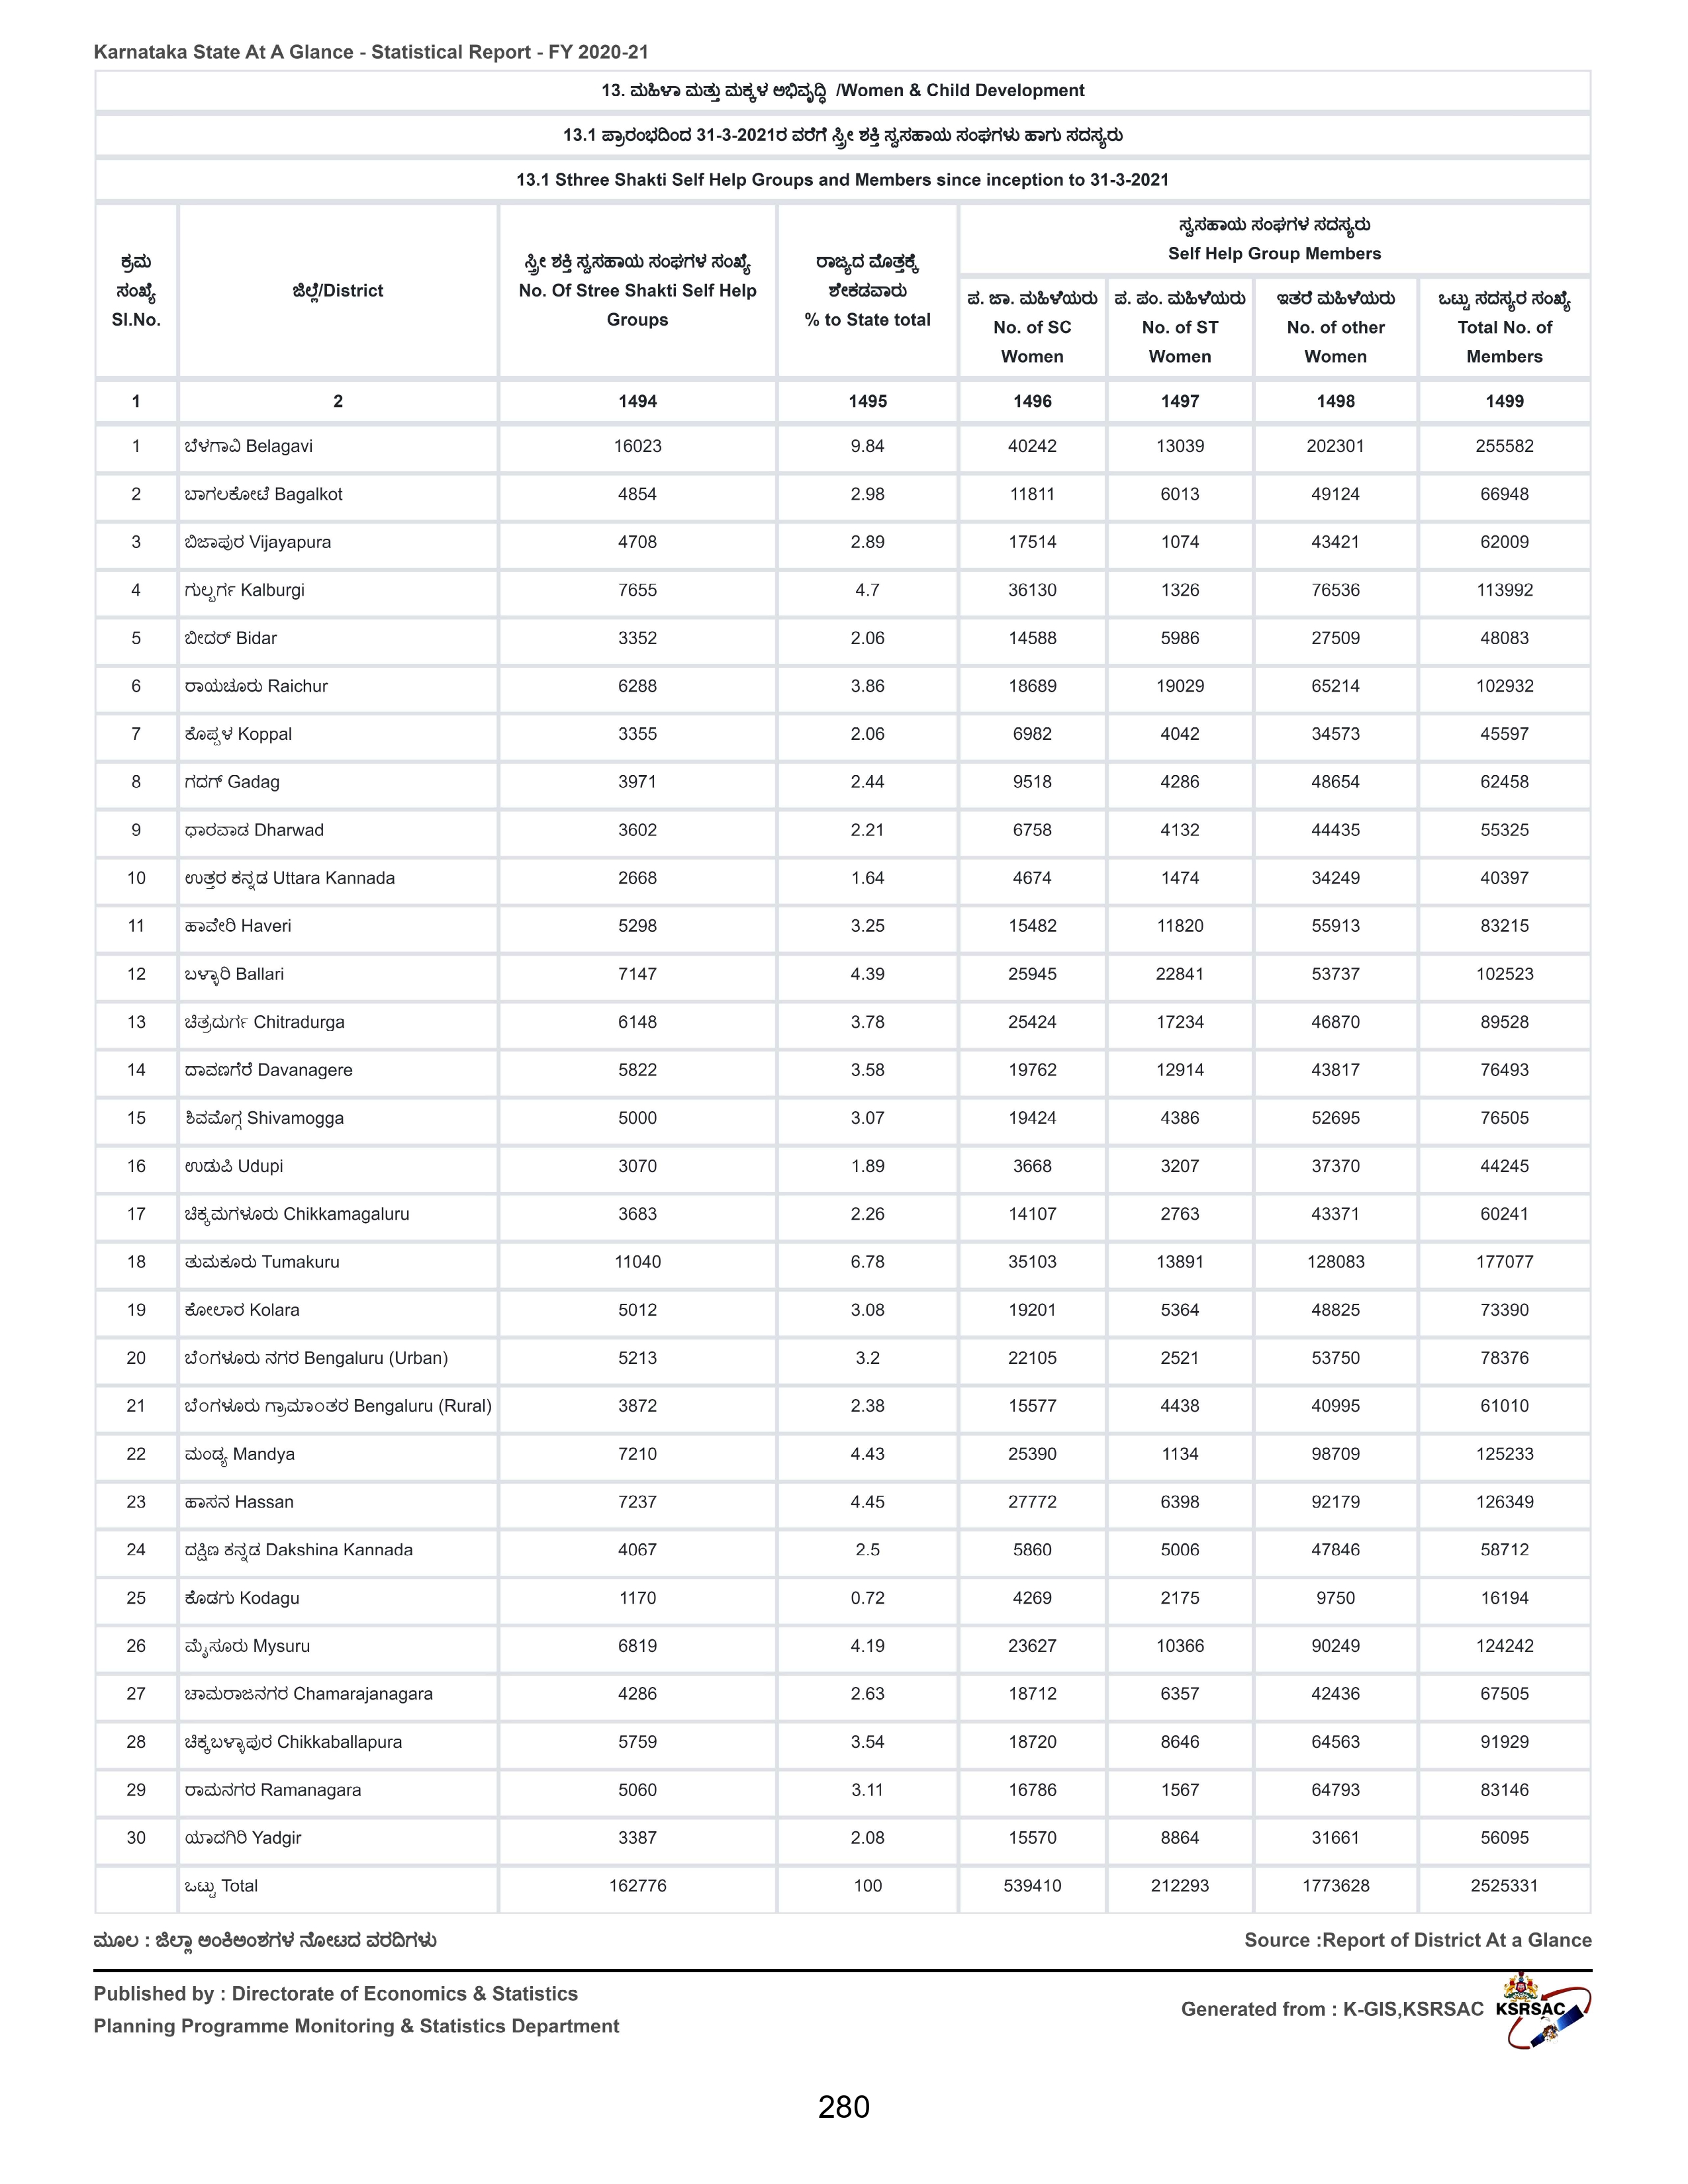 Karnataka State At A Glance - Statistical Report - FY 2020-21
13. ಮಹಿಳಾ ಮತ್ತು ಮಕ್ಕಳ ಅಭಿವೃದ್ಧಿ /Women & Child Development
13.1 ಪ್ರಾರಂಭದಿಂದ 31-3-2021ರ ವರೆಗೆ ಸ್ತ್ರೀ ಶಕ್ತಿ ಸ್ವಸಹಾಯ ಸಂಘಗಳು ಹಾಗು ಸದಸ್ಯರು
13.1 Sthree Shakti Self Help Groups and Members since inception to 31-3-2021
ಕ್ರಮ ಸಂಖ್ಯೆ Sl.No. ಜಿಲ್ಲೆ/District ಸ್ತ್ರೀ ಶಕ್ತಿ ಸ್ವಸಹಾಯ ಸಂಘಗಳ ಸಂಖ್ಯೆ No. Of Stree Shakti Self Help Groups ರಾಜ್ಯದ ಮೊತ್ತಕ್ಕೆ ಶೇಕಡವಾರು % to State total
ಸ್ವಸಹಾಯ ಸಂಘಗಳ ಸದಸ್ಯರು
Self Help Group Members
ಪ. ಜಾ. ಮಹಿಳೆಯರು No. of SC Women ಪ. ಪಂ. ಮಹಿಳೆಯರು No. of ST Women ಇತರೆ ಮಹಿಳೆಯರು No. of other Women ಒಟ್ಟು ಸದಸ್ಯರ ಸಂಖ್ಯೆ Total No. of Members
1 2 1494 1495 1496 1497 1498 1499
1 ಬೆಳಗಾವಿ Belagavi 16023 9.84 40242 13039 202301 255582
2 ಬಾಗಲಕೋಟೆ Bagalkot 4854 2.98 11811 6013 49124 66948
3 ಬಿಜಾಪುರ Vijayapura 4708 2.89 17514 1074 43421 62009
4 ಗುಲ್ಬರ್ಗ Kalburgi 7655 4.7 36130 1326 76536 113992
5 ಬೀದರ್ Bidar 3352 2.06 14588 5986 27509 48083
6 ರಾಯಚೂರು Raichur 6288 3.86 18689 19029 65214 102932
7 ಕೊಪ್ಪಳ Koppal 3355 2.06 6982 4042 34573 45597
8 ಗದಗ್ Gadag 3971 2.44 9518 4286 48654 62458
9 ಧಾರವಾಡ Dharwad 3602 2.21 6758 4132 44435 55325
10 ಉತ್ತರ ಕನ್ನಡ Uttara Kannada 2668 1.64 4674 1474 34249 40397
11 ಹಾವೇರಿ Haveri 5298 3.25 15482 11820 55913 83215
12 ಬಳ್ಳಾರಿ Ballari 7147 4.39 25945 22841 53737 102523
13 ಚಿತ್ರದುರ್ಗ Chitradurga 6148 3.78 25424 17234 46870 89528
14 ದಾವಣಗೆರೆ Davanagere 5822 3.58 19762 12914 43817 76493
15 ಶಿವಮೊಗ್ಗ Shivamogga 5000 3.07 19424 4386 52695 76505
16 ಉಡುಪಿ Udupi 3070 1.89 3668 3207 37370 44245
17 ಚಿಕ್ಕಮಗಳೂರು Chikkamagaluru 3683 2.26 14107 2763 43371 60241
18 ತುಮಕೂರು Tumakuru 11040 6.78 35103 13891 128083 177077
19 ಕೋಲಾರ Kolara 5012 3.08 19201 5364 48825 73390
20 ಬೆಂಗಳೂರು ನಗರ Bengaluru (Urban) 5213 3.2 22105 2521 53750 78376
21 ಬೆಂಗಳೂರು ಗ್ರಾಮಾಂತರ Bengaluru (Rural) 3872 2.38 15577 4438 40995 61010
22 ಮಂಡ್ಯ Mandya 7210 4.43 25390 1134 98709 125233
23 ಹಾಸನ Hassan 7237 4.45 27772 6398 92179 126349
24 ದಕ್ಷಿಣ ಕನ್ನಡ Dakshina Kannada 4067 2.5 5860 5006 47846 58712
25 ಕೊಡಗು Kodagu 1170 0.72 4269 2175 9750 16194
26 ಮೈಸೂರು Mysuru 6819 4.19 23627 10366 90249 124242
27 ಚಾಮರಾಜನಗರ Chamarajanagara 4286 2.63 18712 6357 42436 67505
28 ಚಿಕ್ಕಬಳ್ಳಾಪುರ Chikkaballapura 5759 3.54 18720 8646 64563 91929
29 ರಾಮನಗರ Ramanagara 5060 3.11 16786 1567 64793 83146
30 ಯಾದಗಿರಿ Yadgir 3387 2.08 15570 8864 31661 56095
ಒಟ್ಟು Total 162776 100 539410 212293 1773628 2525331
ಮೂಲ : ಜಿಲ್ಲಾ ಅಂಕಿಅಂಶಗಳ ನೋಟದ ವರದಿಗಳು Source :Report of District At a Glance
Published by : Directorate of Economics & Statistics
Planning Programme Monitoring & Statistics Department
Generated from : K-GIS,KSRSAC KSRSAC
280